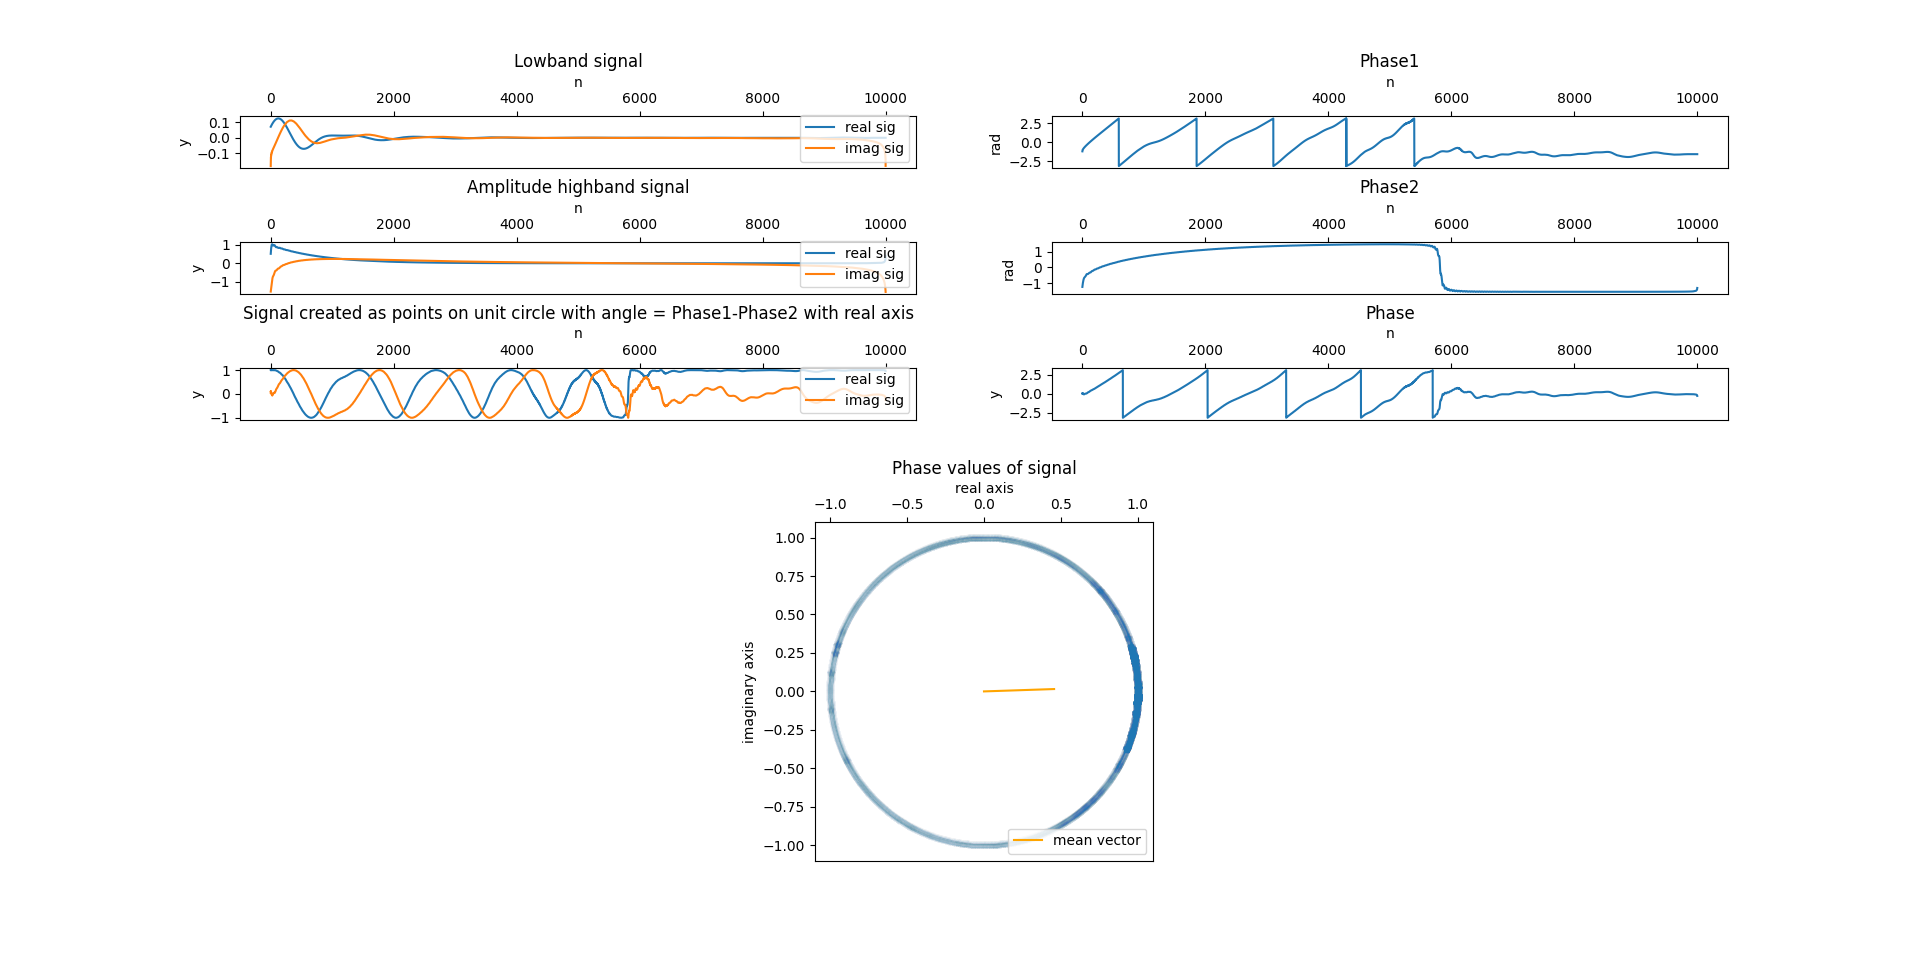 Lowband signal
n
0 2000 4000 6000 8000 10000
0.1
0.0
−0.1
y
real sig
imag sig
Phase1
n
0 2000 4000 6000 8000 10000
2.5
0.0
−2.5
rad
Amplitude highband signal
n
0 2000 4000 6000 8000 10000
1
0
−1
y
real sig
imag sig
Phase2
n
0 2000 4000 6000 8000 10000
1
0
−1
rad
Signal created as points on unit circle with angle = Phase1-Phase2 with real axis
n
0 2000 4000 6000 8000 10000
1
0
−1
y
real sig
imag sig
Phase
n
0 2000 4000 6000 8000 10000
2.5
0.0
−2.5
y
Phase values of signal
real axis
−1.0 −0.5 0.0 0.5 1.0
1.00
0.75
0.50
0.25
0.00
−0.25
−0.50
−0.75
−1.00
imaginary axis
mean vector